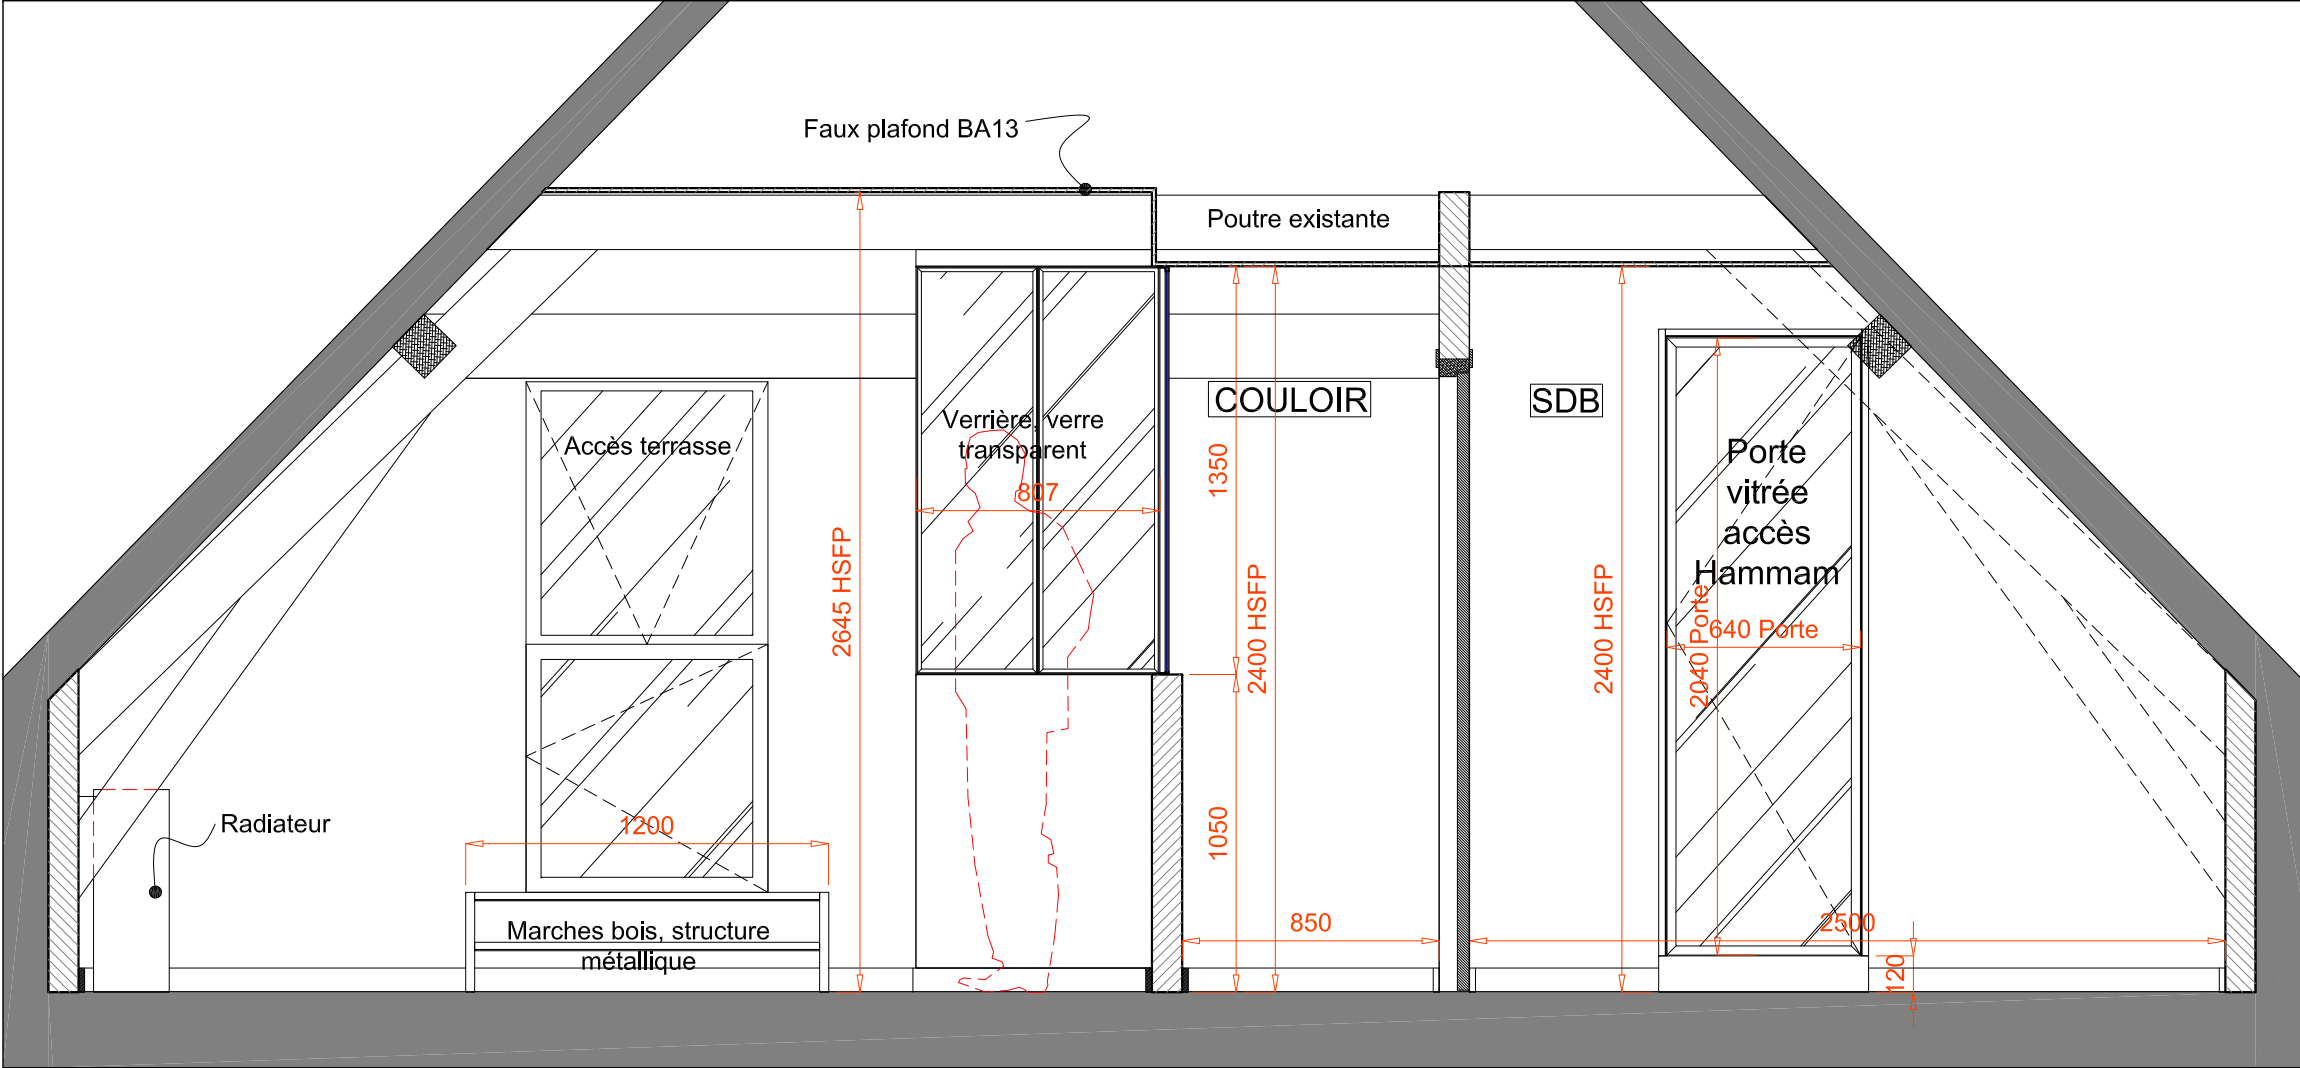 Faux plafond BA13
Poutre existante
COULOIR
SDB
Accès terrasse
Verrière, verre
transparent
807
1350
2645 HSFP
2400 HSFP
2400 HSFP
Porte
vitrée
accès
Hammam
2040 Porte
640 Porte
Radiateur
1200
1050
Marches bois, structure
métallique
850
2500
120